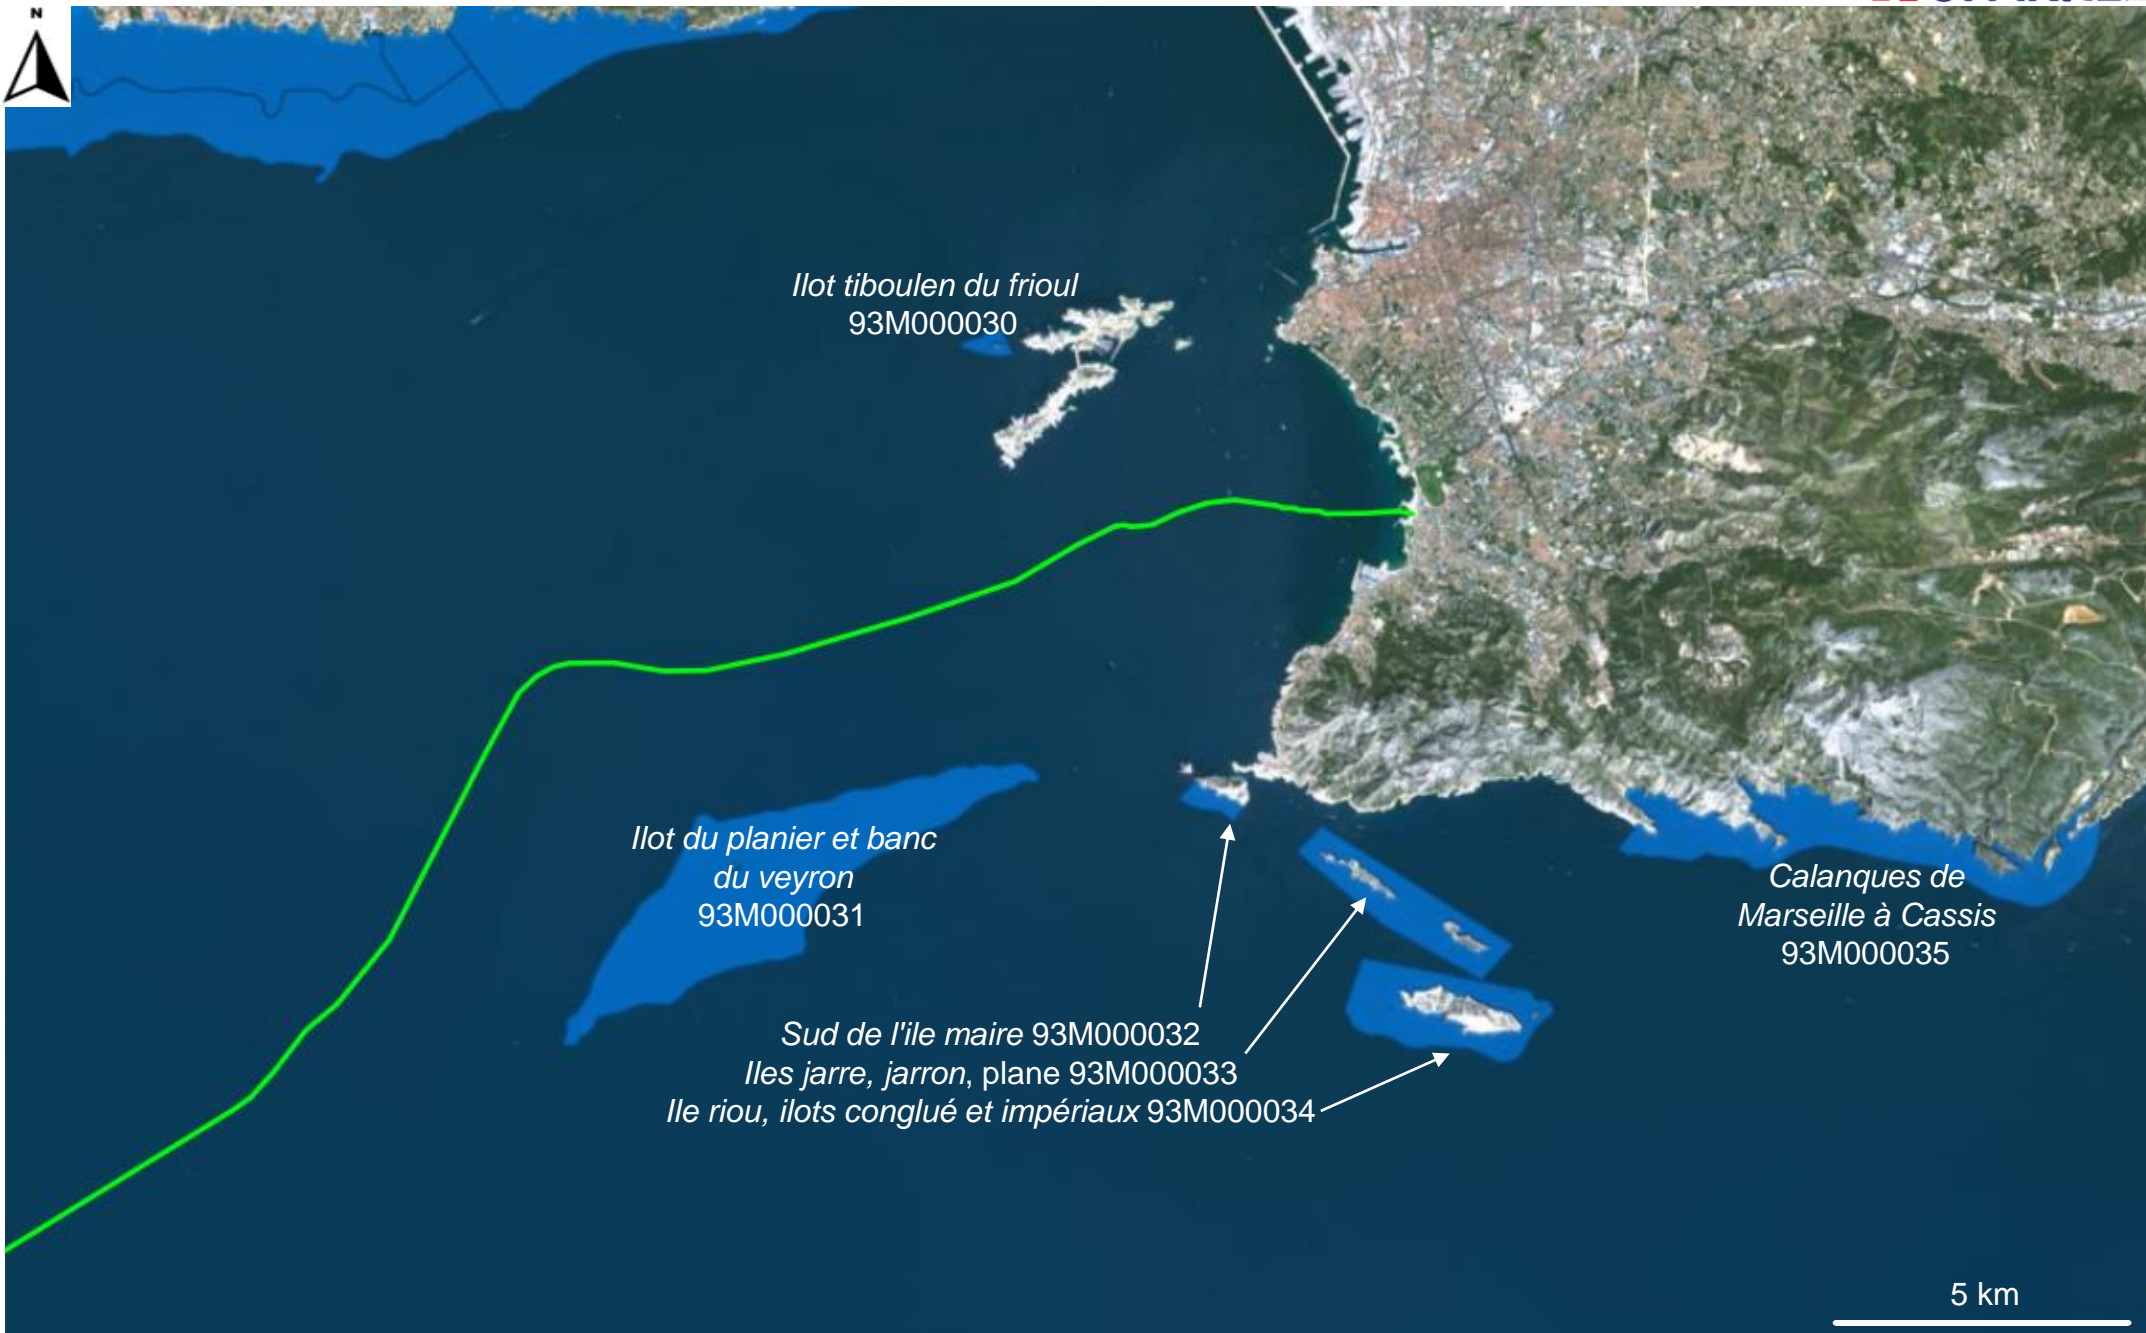 N
Ilot tiboulen du frioul
93M000030
Ilot du planier et banc
du veyron
93M000031
Calanques de
Marseille à Cassis
93M000035
Sud de l'ile maire 93M000032
Iles jarre, jarron, plane 93M000033
Ile riou, ilots conglué et impériaux 93M000034
5 km